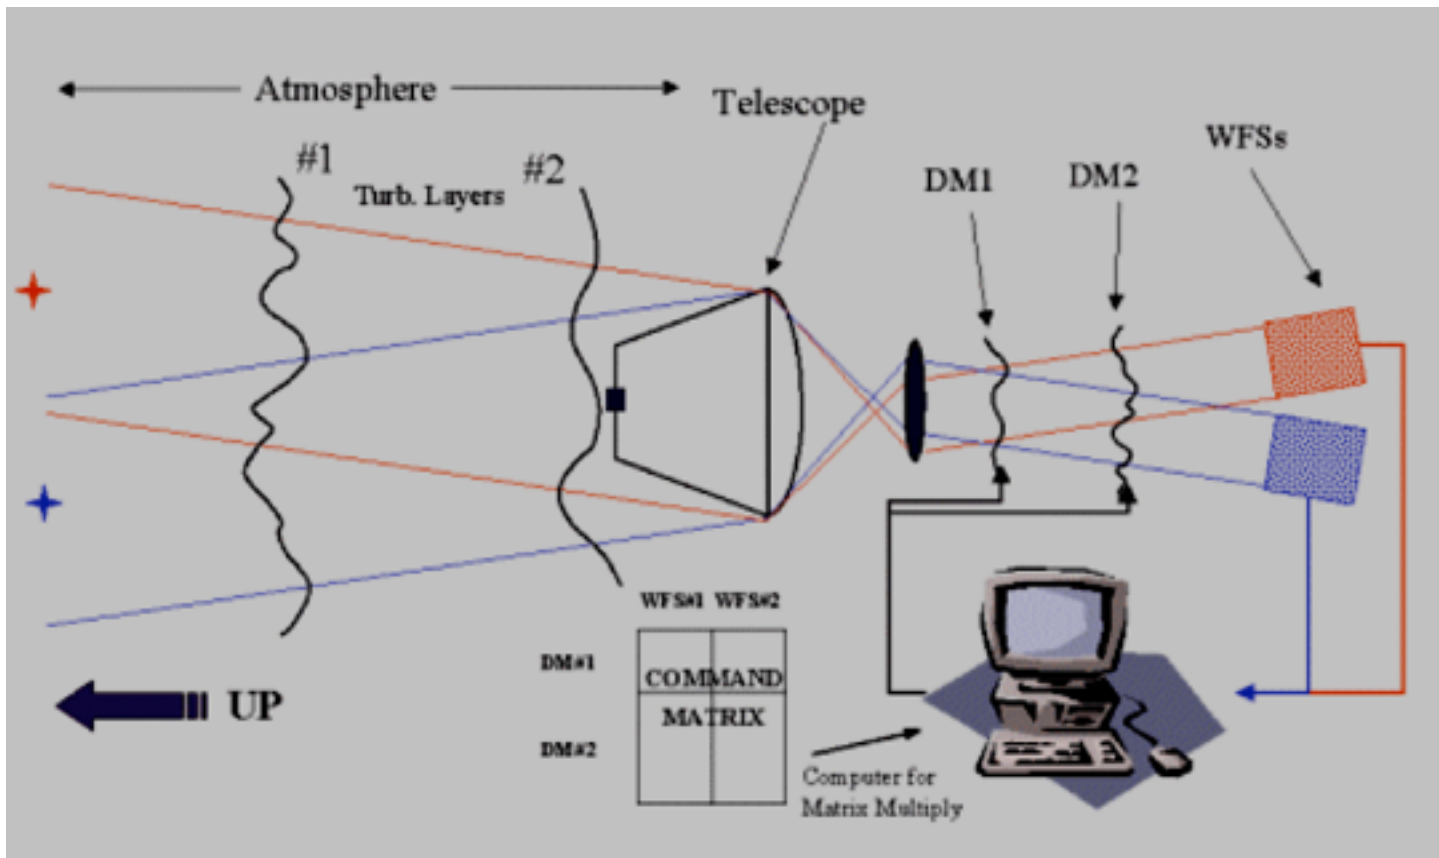 Atmosphere
Telescope
WFSs
#1
#2
Turb. Layers
DM1
DM2
WFS#1 WFS#2
DM#1
COMMAND
MATRIX
DM#2
UP
Computer for
Matrix Multiply